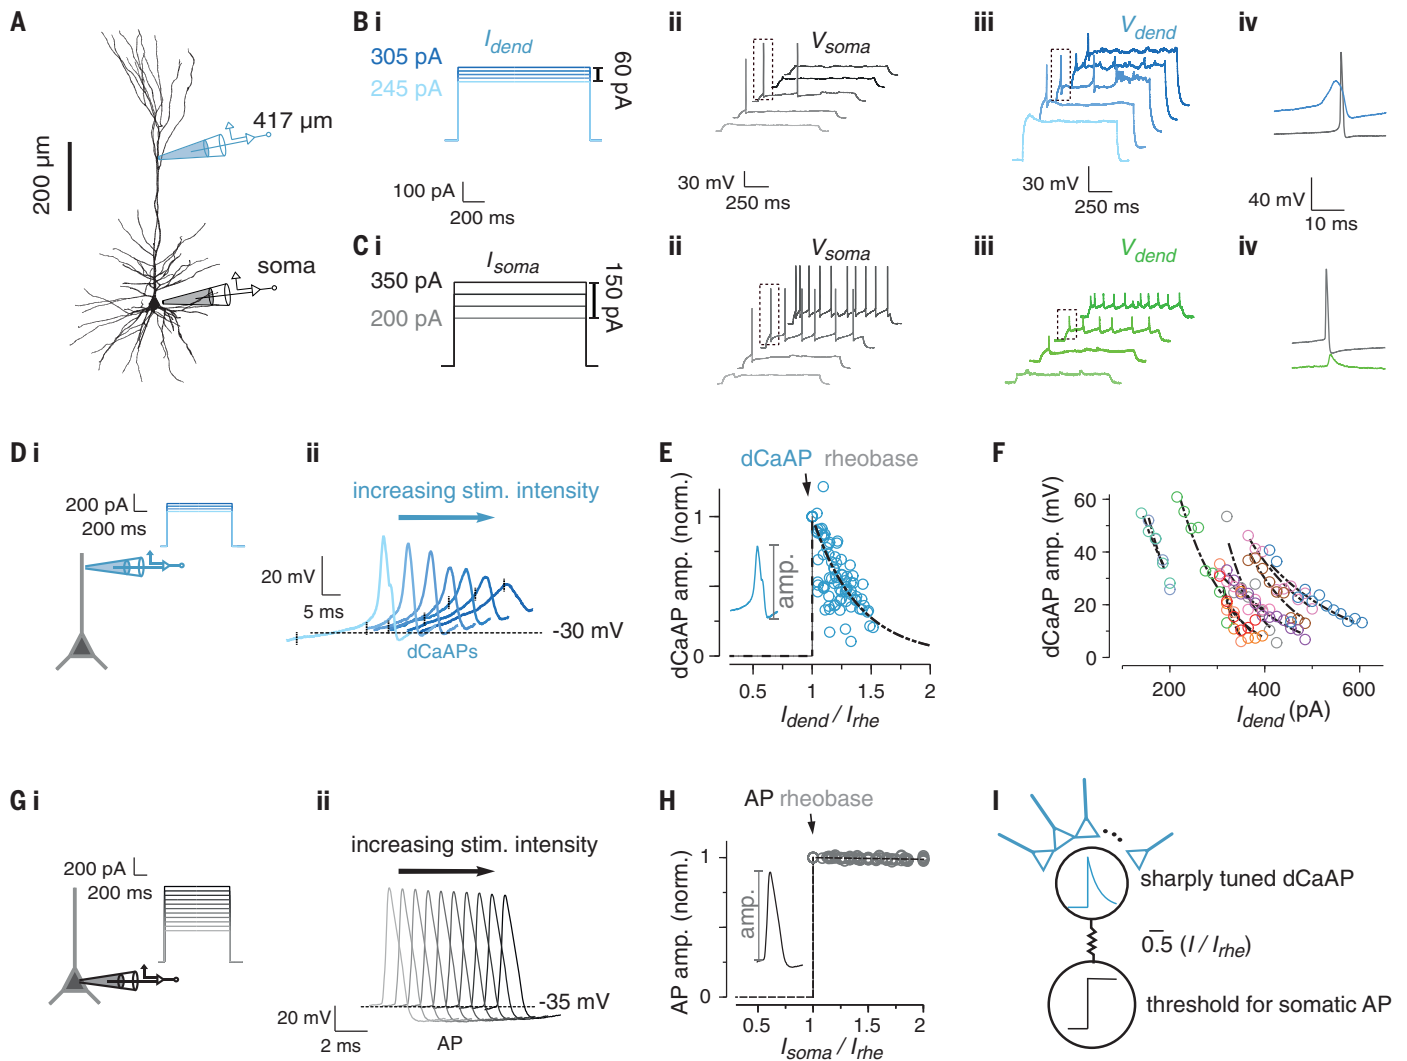 A
200 µm
417 µm
soma
B i
I_dend
305 pA
245 pA
60 pA
100 pA
200 ms
ii
V_soma
30 mV
250 ms
iii
V_dend
30 mV
250 ms
iv
40 mV
10 ms
C i
I_soma
350 pA
200 pA
150 pA
ii
V_soma
iii
V_dend
iv
D i
200 pA
200 ms
ii
increasing stim. intensity
20 mV
5 ms
-30 mV
dCaAPs
E
dCaAP rheobase
dCaAP amp. (norm.)
1
0
amp.
0.5 1 1.5 2
I_dend / I_rhe
F
dCaAP amp. (mV)
60
40
20
0
200 400 600
I_dend (pA)
G i
200 pA
200 ms
ii
increasing stim. intensity
-35 mV
20 mV
2 ms
AP
H
AP rheobase
AP amp. (norm.)
1
0
amp.
0.5 1 1.5 2
I_soma / I_rhe
I
sharply tuned dCaAP
0.5 (I / I_rhe)
threshold for somatic AP